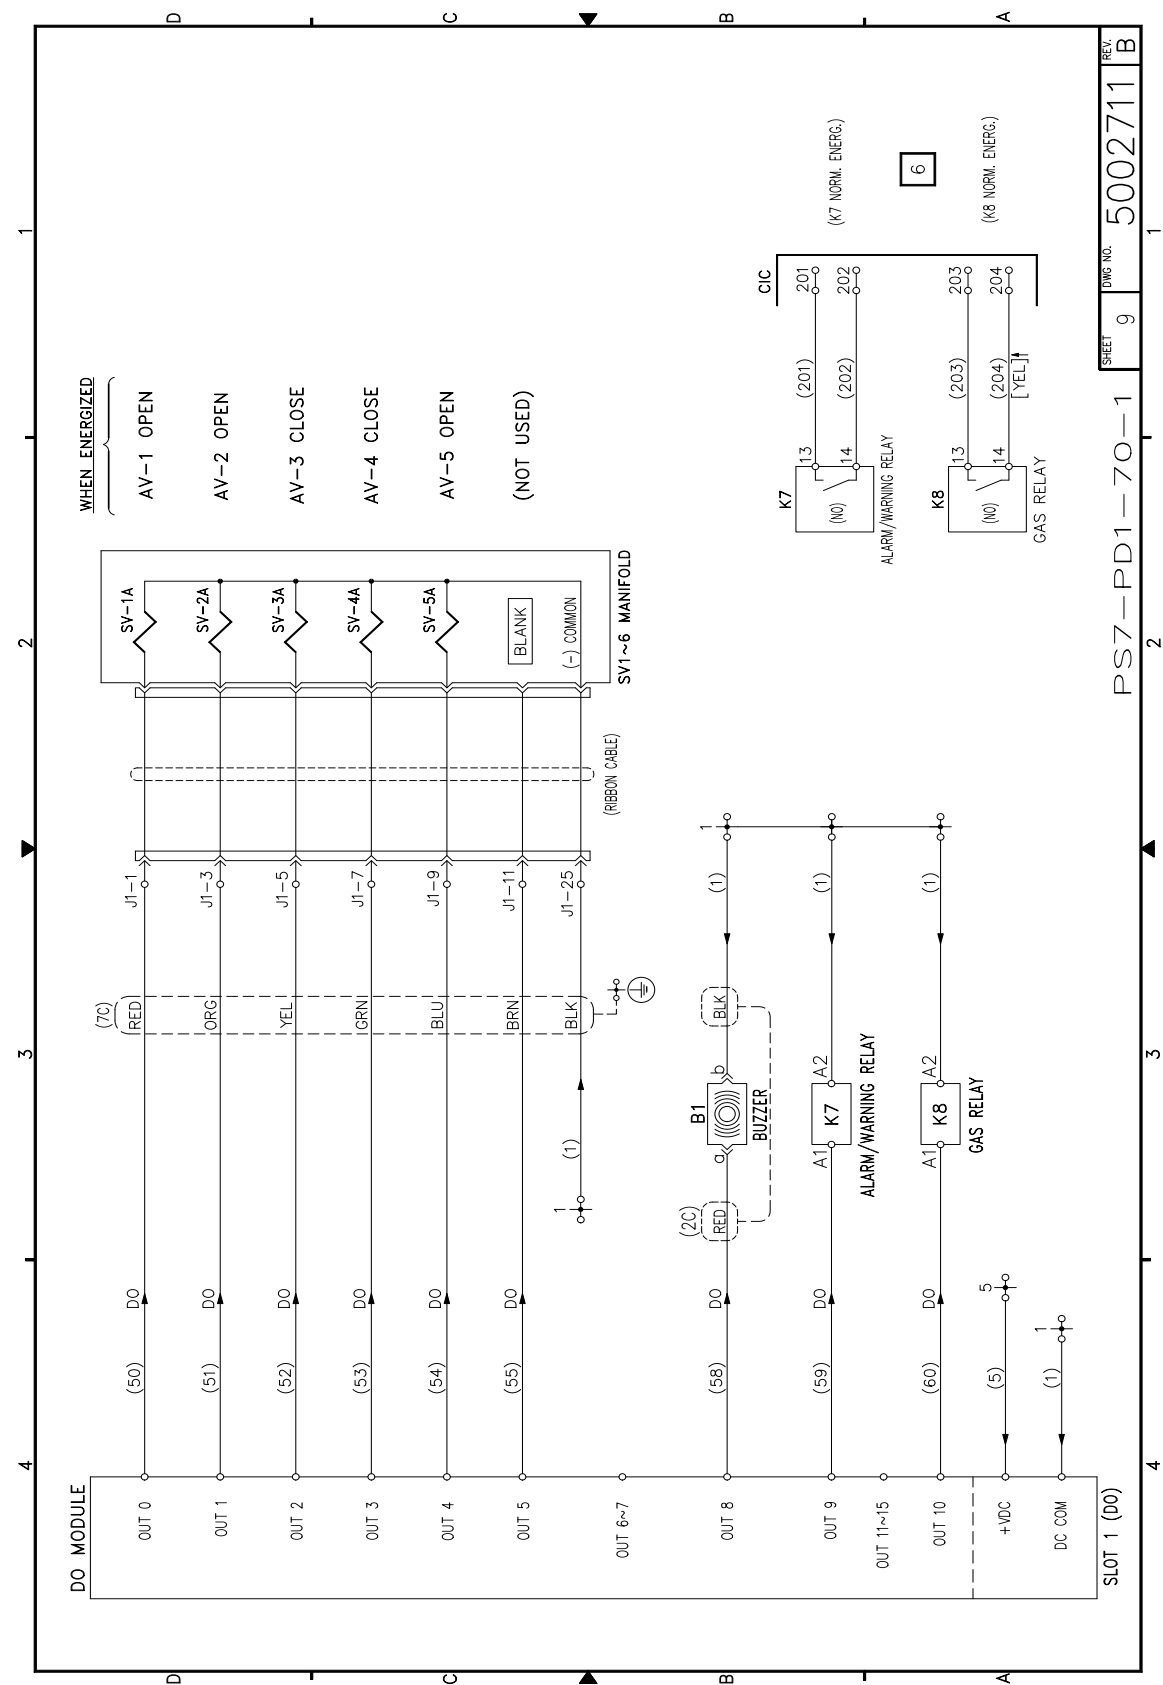 DO MODULE
OUT 0
OUT 1
OUT 2
OUT 3
OUT 4
OUT 5
OUT 6~7
OUT 8
OUT 9
OUT 11~15
OUT 10
+VDC
DC COM
SLOT 1 (DO)
(50)
DO
(51)
DO
(52)
DO
(53)
DO
(54)
DO
(55)
DO
(58)
DO
(59)
DO
(60)
DO
(5)
5
(1)
1
1
(1)
(7C)
RED
ORG
YEL
GRN
BLU
BRN
BLK
J1-1
J1-3
J1-5
J1-7
J1-9
J1-11
J1-25
(RIBBON CABLE)
SV-1A
SV-2A
SV-3A
SV-4A
SV-5A
BLANK
(-) COMMON
SV1~6 MANIFOLD
WHEN ENERGIZED
AV-1 OPEN
AV-2 OPEN
AV-3 CLOSE
AV-4 CLOSE
AV-5 OPEN
(NOT USED)
(2C)
RED
a
B1
b
BUZZER
BLK
(1)
1
A1
K7
A2
ALARM/WARNING RELAY
(1)
A1
K8
A2
GAS RELAY
(1)
K7
(NO)
13
14
ALARM/WARNING RELAY
(201)
(202)
CIC
201
202
(K7 NORM. ENERG.)
6
K8
(NO)
13
14
GAS RELAY
(203)
(204)
[YEL]
203
204
(K8 NORM. ENERG.)
PS7-PD1-70-1
SHEET
9
DWG NO.
5002711
REV.
B
D
C
B
A
D
C
B
A
4
3
2
1
4
3
2
1